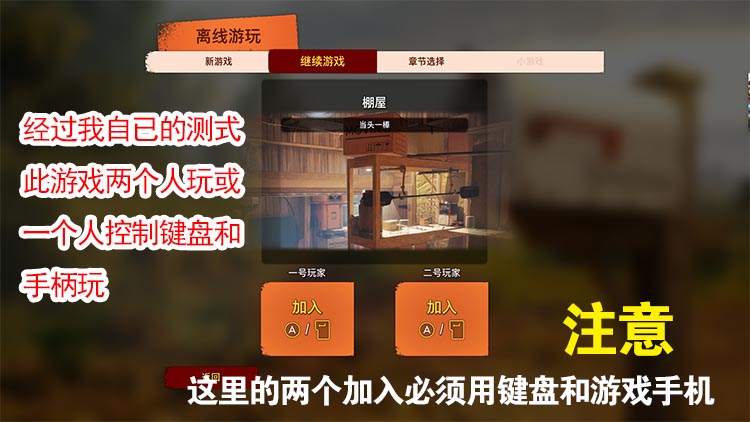 离线游玩
新游戏
继续游戏
章节选择
小游戏
棚屋
当头一棒
经过我自己的测式
此游戏两个人玩或
一个人控制键盘和
手柄玩
一号玩家
二号玩家
加入
加入
A /
A /
注意
返回
这里的两个加入必须用键盘和游戏手机